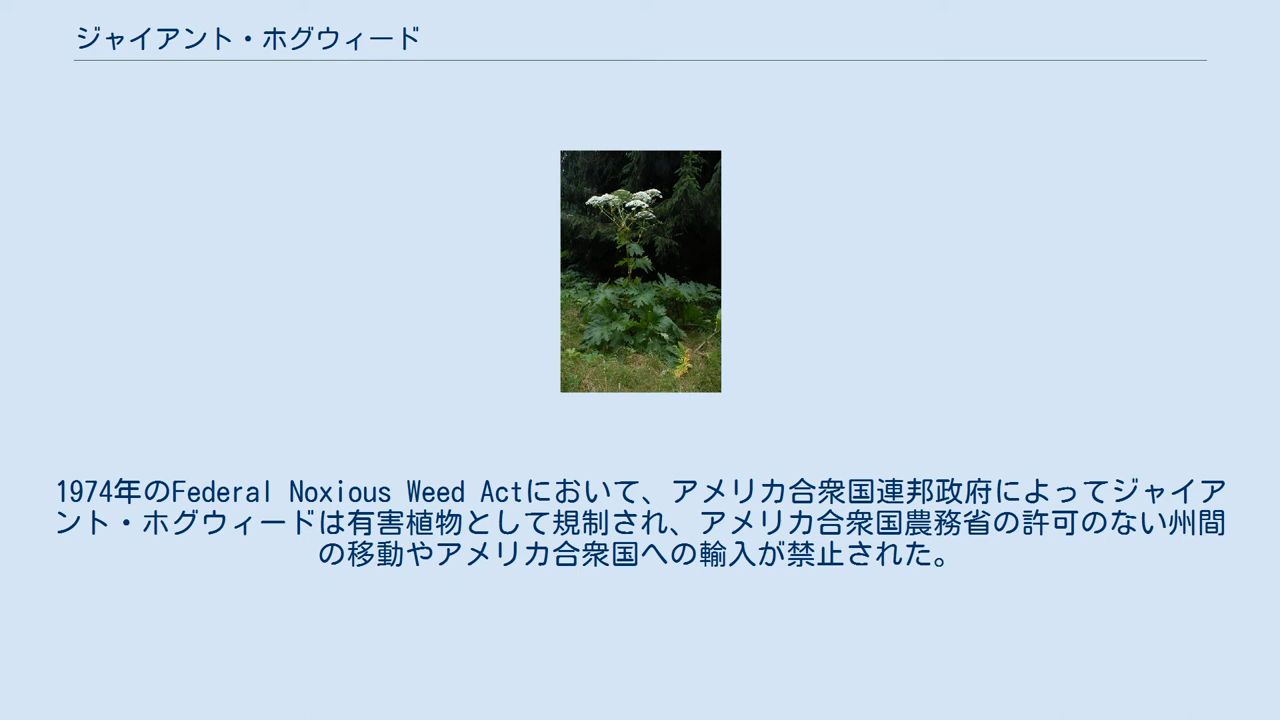 ジャイアント・ホグウィード
1974年のFederal Noxious Weed Actにおいて、アメリカ合衆国連邦政府によってジャイア
ント・ホグウィードは有害植物として規制され、アメリカ合衆国農務省の許可のない州間
の移動やアメリカ合衆国への輸入が禁止された。